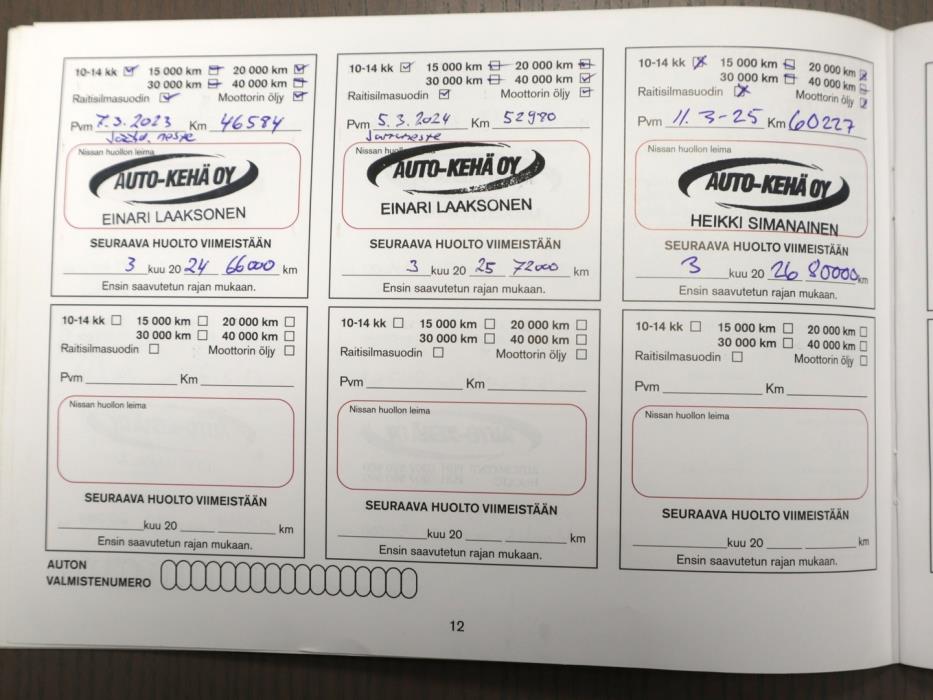 10-14 kk 15 000 km 20 000 km
30 000 km 40 000 km
Raitisilmasuodin Moottorin öljy
Pvm 7.3.2023 Km 46584
neste
Nissan huollon leima
AUTO-KEHÄ OY
EINARI LAAKSONEN
SEURAAVA HUOLTO VIIMEISTÄÄN
3 kuu 20 24 66000 km
Ensin saavutetun rajan mukaan.
10-14 kk 15 000 km 20 000 km
30 000 km 40 000 km
Raitisilmasuodin Moottorin öljy
Pvm 5.3.2024 Km 52980
Jarruneste
Nissan huollon leima
AUTO-KEHÄ OY
EINARI LAAKSONEN
SEURAAVA HUOLTO VIIMEISTÄÄN
3 kuu 20 25 72000 km
Ensin saavutetun rajan mukaan.
10-14 kk 15 000 km 20 000 km
30 000 km 40 000 km
Raitisilmasuodin Moottorin öljy
Pvm 11.3-25 Km 60227
Nissan huollon leima
AUTO-KEHÄ OY
HEIKKI SIMANAINEN
SEURAAVA HUOLTO VIIMEISTÄÄN
3 kuu 20 26 80000 km
Ensin saavutetun rajan mukaan.
10-14 kk 15 000 km 20 000 km
30 000 km 40 000 km
Raitisilmasuodin Moottorin öljy
Pvm Km
Nissan huollon leima
SEURAAVA HUOLTO VIIMEISTÄÄN
kuu 20 km
Ensin saavutetun rajan mukaan.
10-14 kk 15 000 km 20 000 km
30 000 km 40 000 km
Raitisilmasuodin Moottorin öljy
Pvm Km
Nissan huollon leima
SEURAAVA HUOLTO VIIMEISTÄÄN
kuu 20 km
Ensin saavutetun rajan mukaan.
10-14 kk 15 000 km 20 000 km
30 000 km 40 000 km
Raitisilmasuodin Moottorin öljy
Pvm Km
Nissan huollon leima
SEURAAVA HUOLTO VIIMEISTÄÄN
kuu 20 km
Ensin saavutetun rajan mukaan.
AUTON
VALMISTENUMERO
12